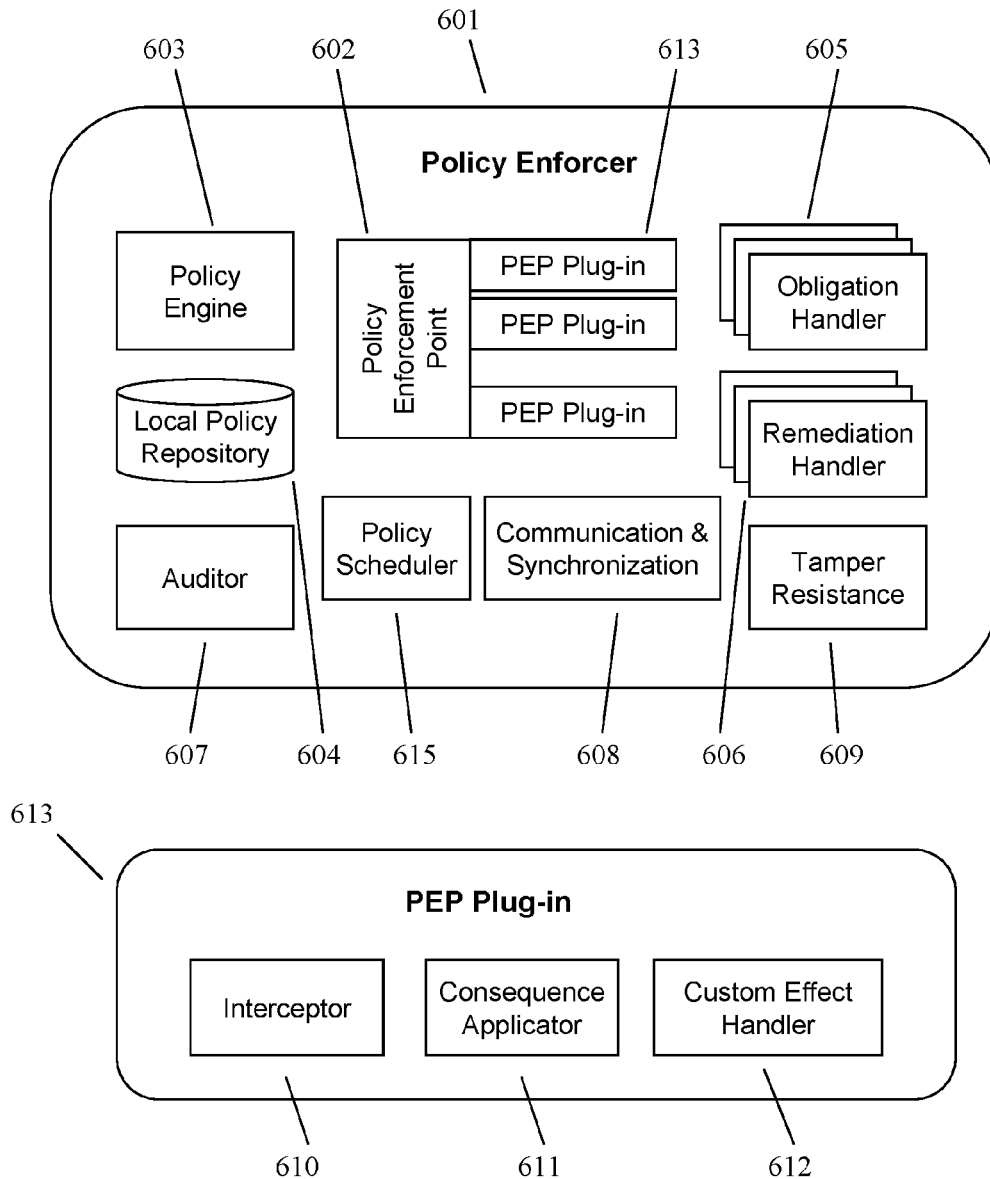 601
603
602
613
605
Policy Enforcer
Policy
Engine
Policy
Enforcement
Point
PEP Plug-in
PEP Plug-in
PEP Plug-in
Obligation
Handler
Local Policy
Repository
Remediation
Handler
Auditor
Policy
Scheduler
Communication &
Synchronization
Tamper
Resistance
607
604
615
608
606
609
613
PEP Plug-in
Interceptor
Consequence
Applicator
Custom Effect
Handler
610
611
612